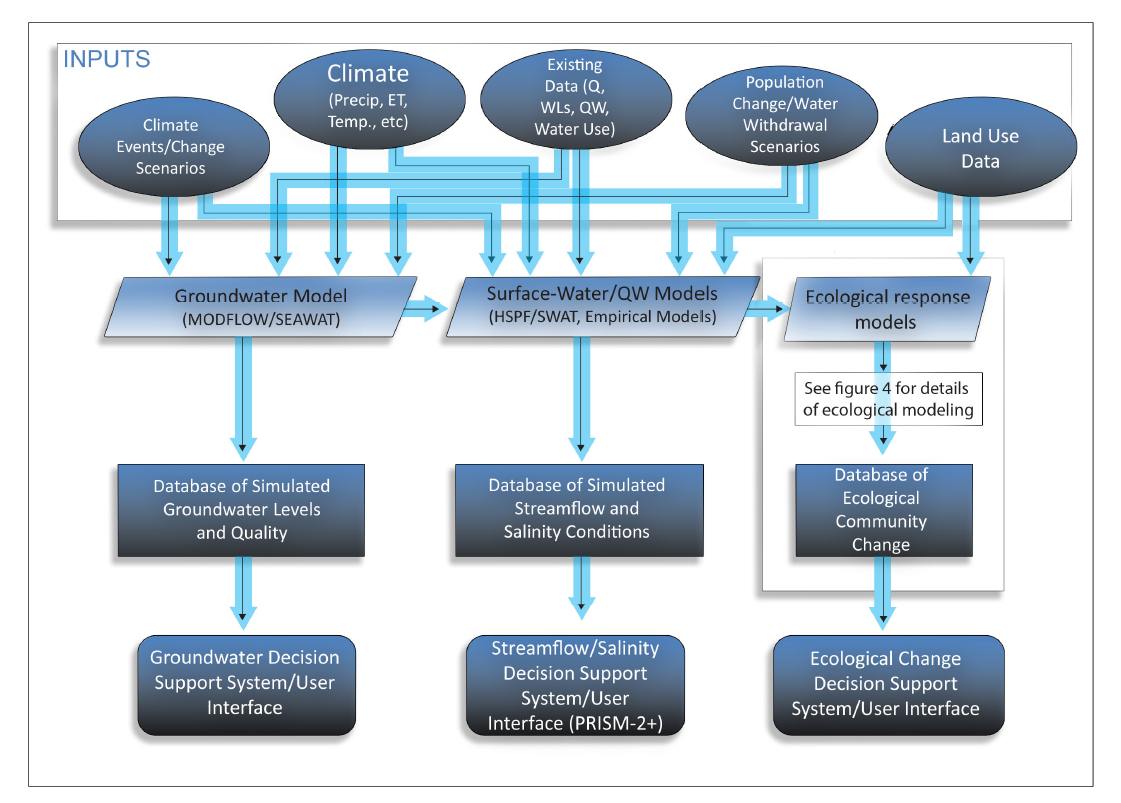 INPUTS
Climate
Events/Change
Scenarios
Climate
(Precip, ET,
Temp., etc)
Existing
Data (Q,
WLs, QW,
Water Use)
Population
Change/Water
Withdrawal
Scenarios
Land Use
Data
Groundwater Model
(MODFLOW/SEAWAT)
Surface-Water/QW Models
(HSPF/SWAT, Empirical Models)
Ecological response
models
See figure 4 for details
of ecological modeling
Database of Simulated
Groundwater Levels
and Quality
Database of Simulated
Streamflow and
Salinity Conditions
Database of
Ecological
Community
Change
Groundwater Decision
Support System/User
Interface
Streamflow/Salinity
Decision Support
System/User
Interface (PRISM-2+)
Ecological Change
Decision Support
System/User Interface